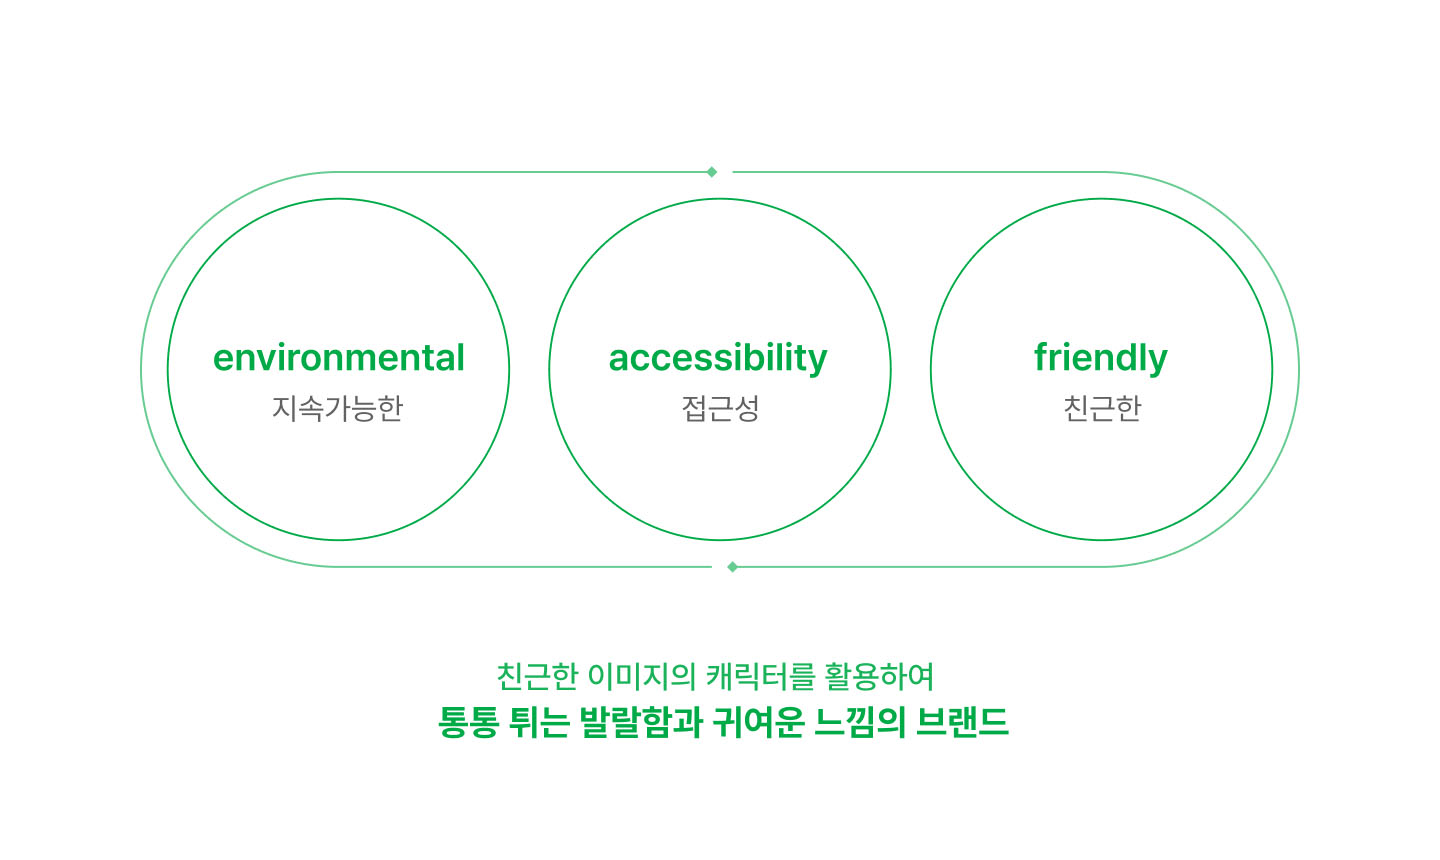 environmental
지속가능한
accessibility
접근성
friendly
친근한
친근한 이미지의 캐릭터를 활용하여
통통 튀는 발랄함과 귀여운 느낌의 브랜드